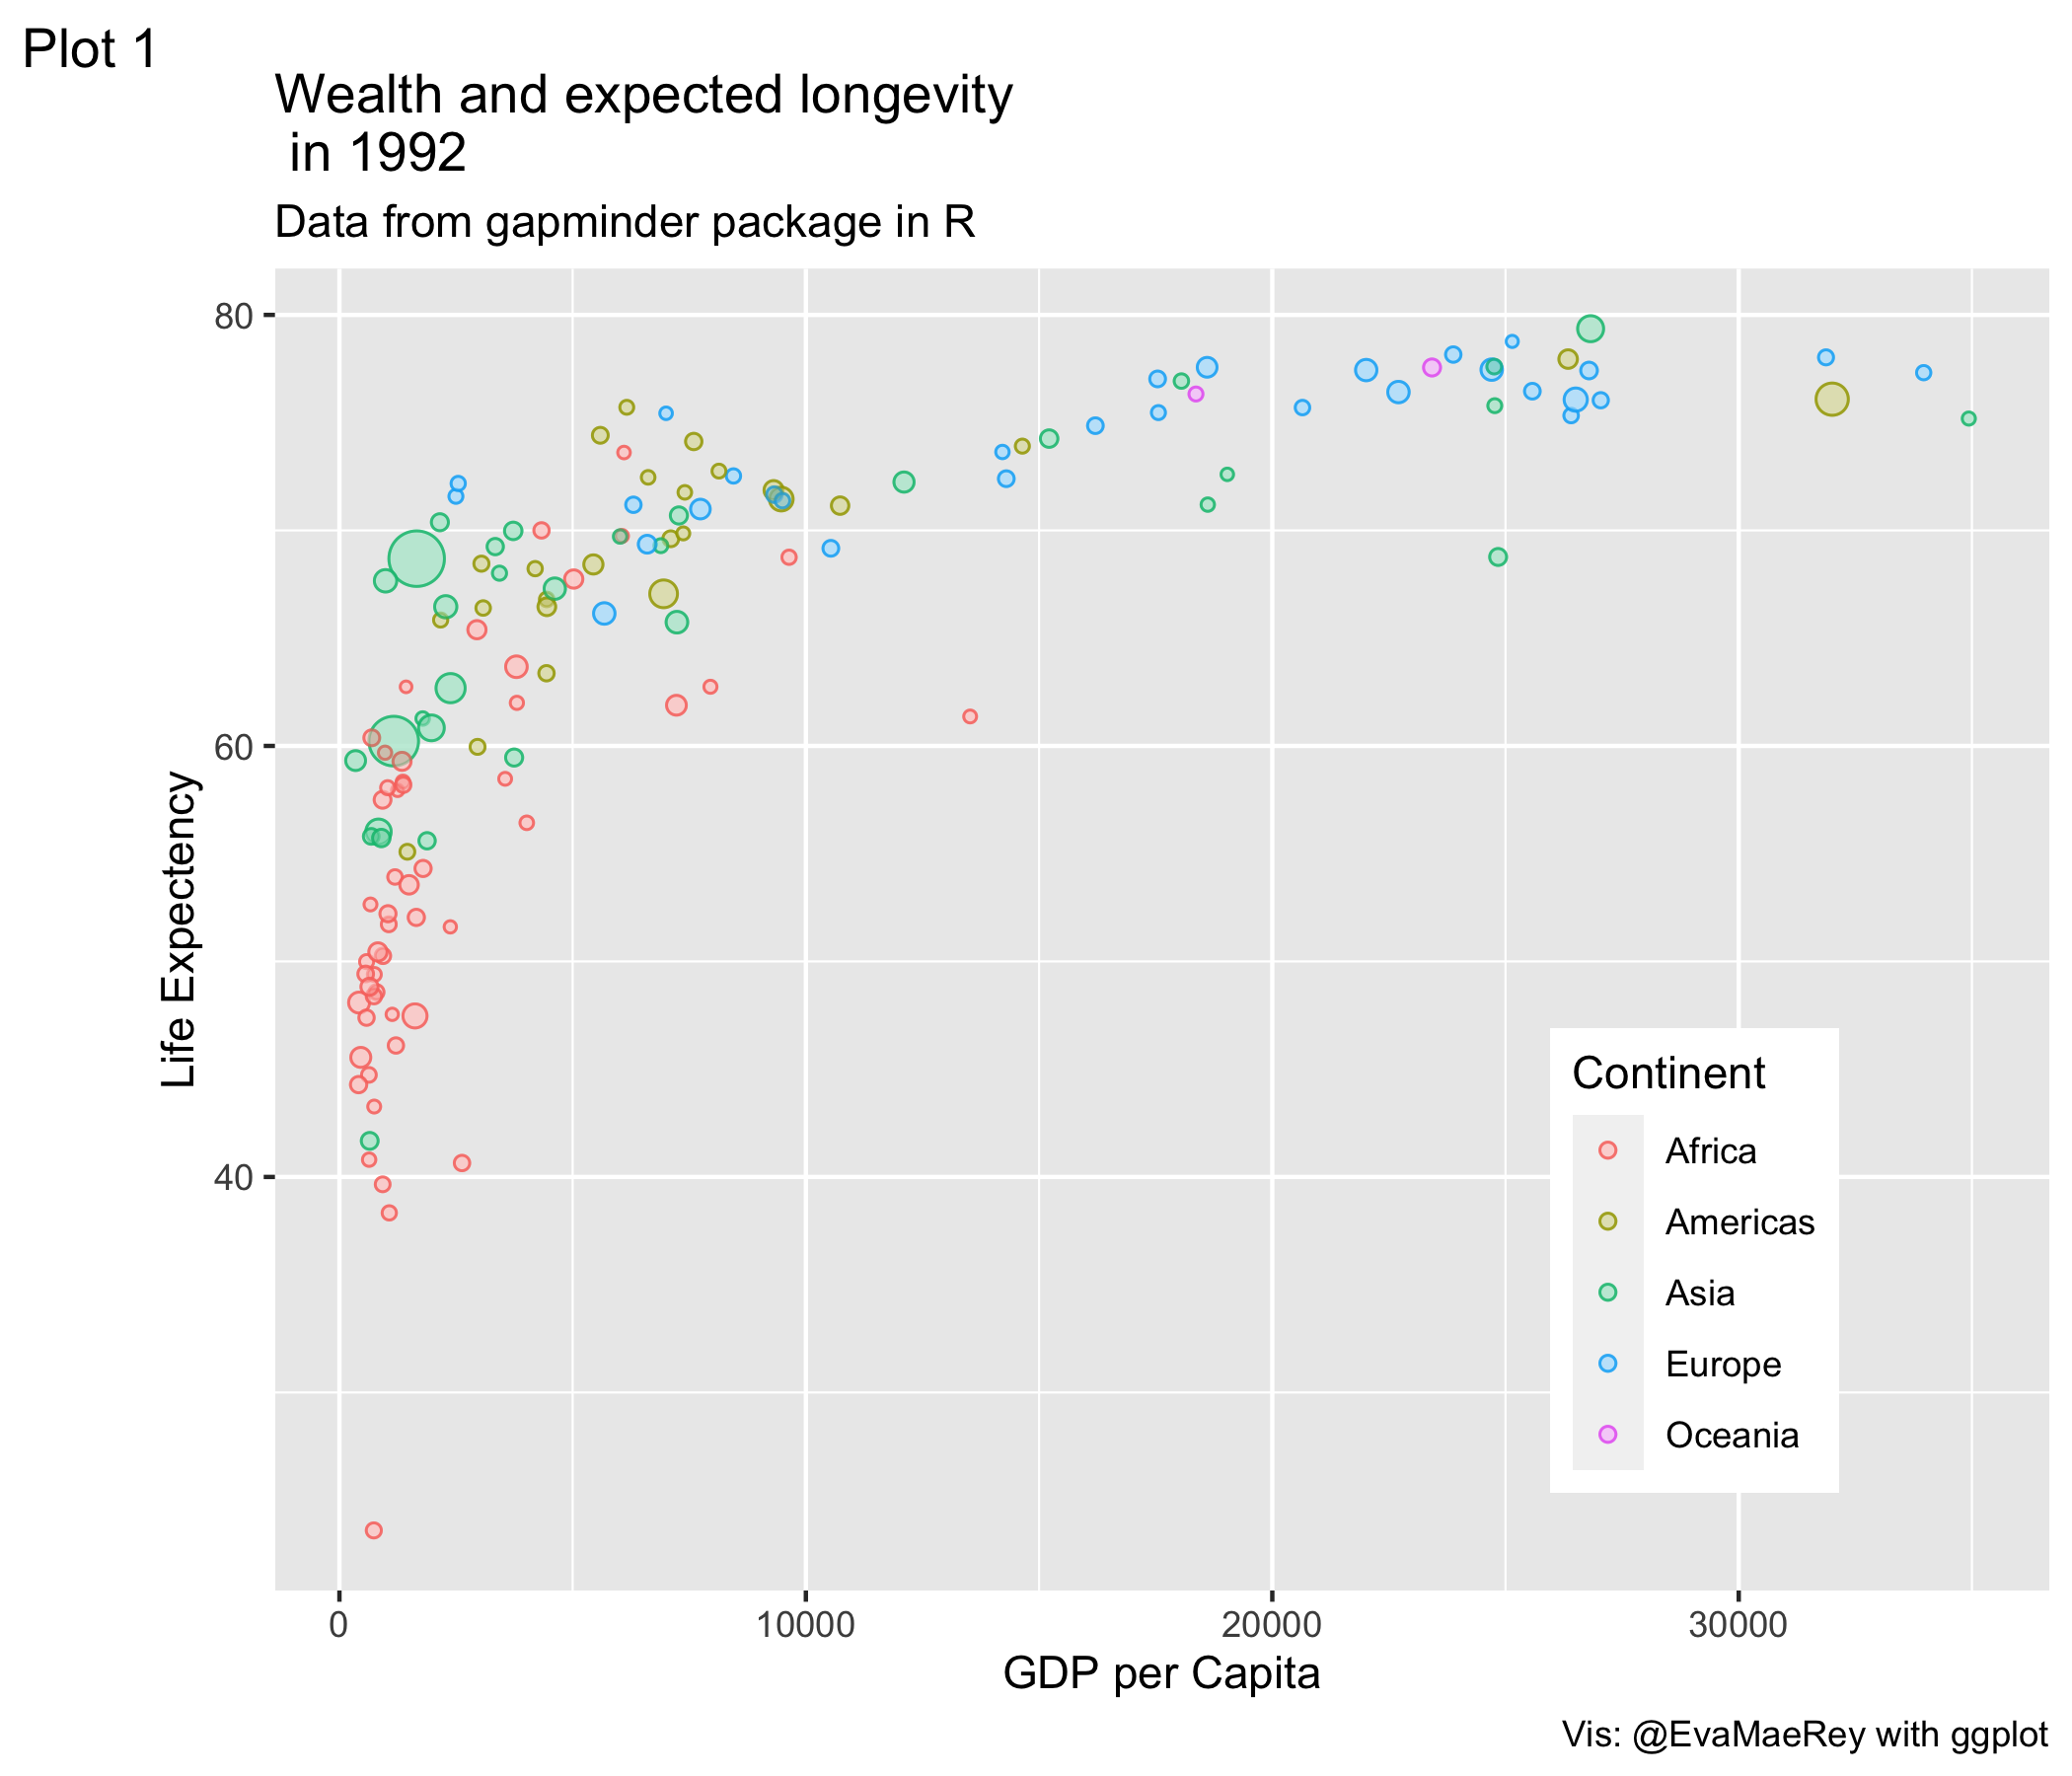 Plot 1
Wealth and expected longevity
in 1992
Data from gapminder package in R
80
60
40
Life Expectency
0 10000 20000 30000
GDP per Capita
Continent
Africa
Americas
Asia
Europe
Oceania
Vis: @EvaMaeRey with ggplot